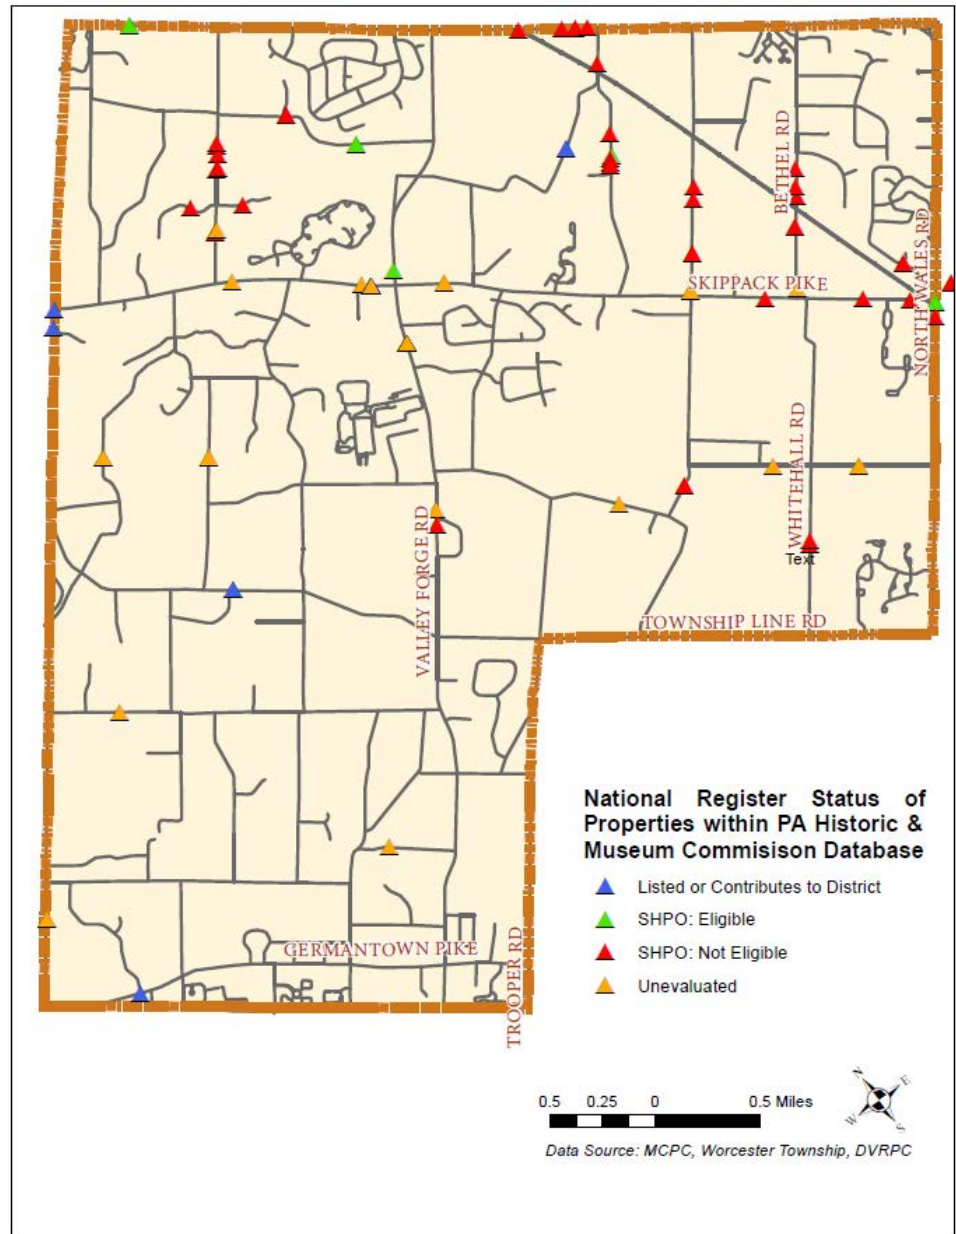 BETHEL RD
NORTH WALES RD
SKIPPACK PIKE
WHITEHALL RD
VALLEY FORGE RD
Text
TOWNSHIP LINE RD
National Register Status of
Properties within PA Historic &
Museum Commisison Database
Listed or Contributes to District
SHPO: Eligible
SHPO: Not Eligible
Unevaluated
GERMANTOWN PIKE
TROOPER RD
N
E
W
S
0.5 0.25 0 0.5 Miles
Data Source: MCPC, Worcester Township, DVRPC